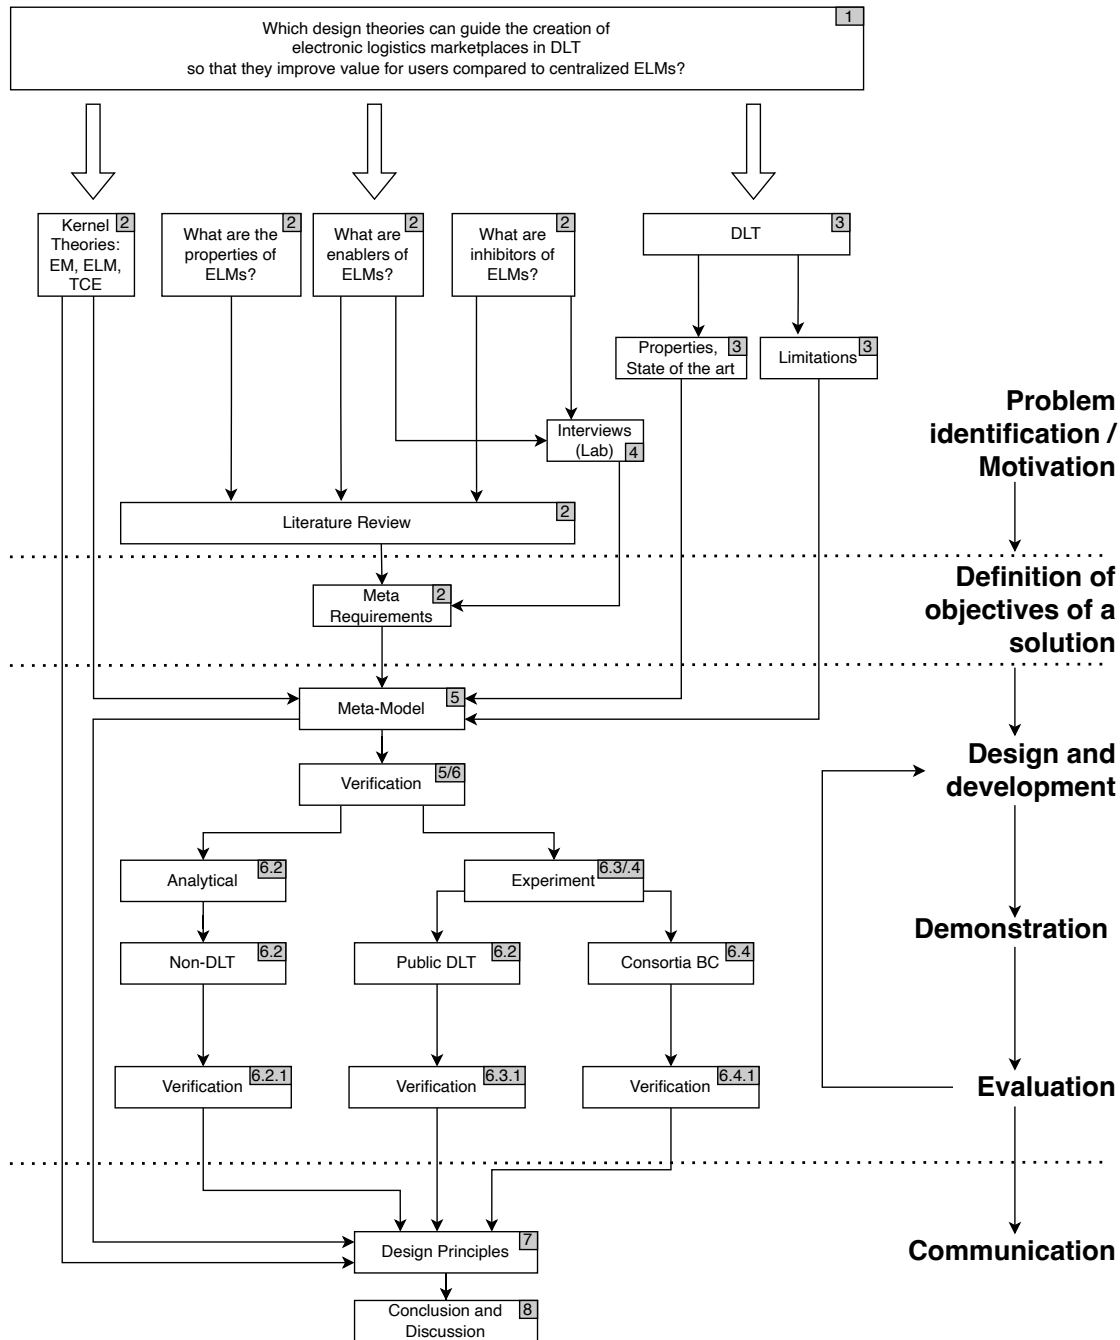 1
Which design theories can guide the creation of
electronic logistics marketplaces in DLT
so that they improve value for users compared to centralized ELMs?
2
Kernel
Theories:
EM, ELM,
TCE
2
What are the
properties of
ELMs?
2
What are
enablers of
ELMs?
2
What are
inhibitors of
ELMs?
3
DLT
3
Properties,
State of the art
3
Limitations
Interviews
(Lab)
4
2
Literature Review
Problem
identification /
Motivation
2
Meta
Requirements
Definition of
objectives of a
solution
5
Meta-Model
5/6
Verification
Design and
development
6.2
Analytical
6.3/.4
Experiment
6.2
Non-DLT
6.2
Public DLT
6.4
Consortia BC
Demonstration
6.2.1
Verification
6.3.1
Verification
6.4.1
Verification
Evaluation
7
Design Principles
Communication
8
Conclusion and
Discussion